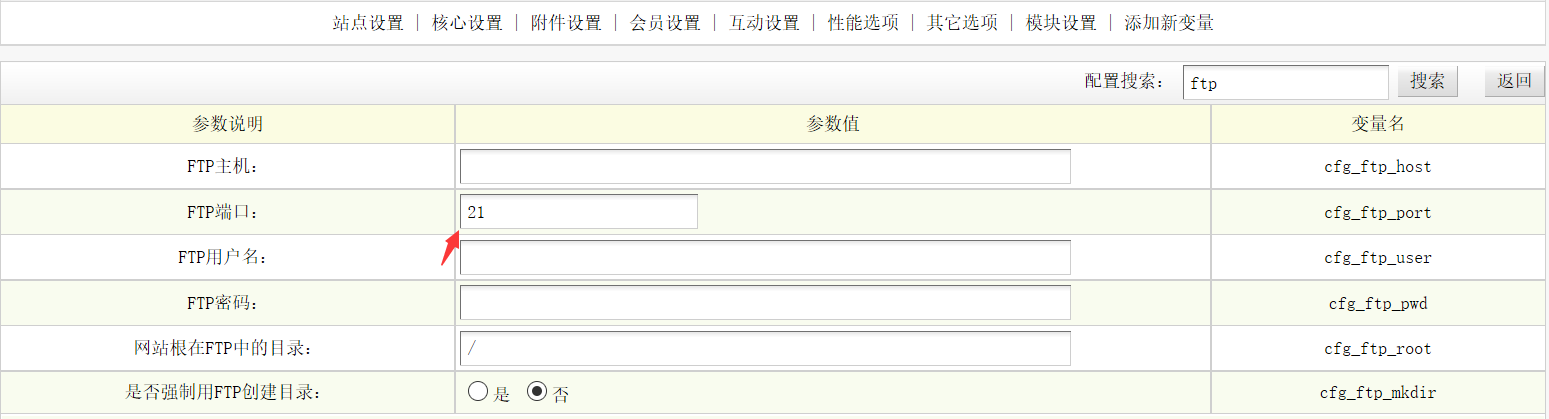 站点设置 | 核心设置 | 附件设置 | 会员设置 | 互动设置 | 性能选项 | 其它选项 | 模块设置 | 添加新变量
配置搜索： ftp 搜索 返回
参数说明 参数值 变量名
FTP主机： cfg_ftp_host
FTP端口： 21 cfg_ftp_port
FTP用户名： cfg_ftp_user
FTP密码： cfg_ftp_pwd
网站根在FTP中的目录： / cfg_ftp_root
是否强制用FTP创建目录： 是 否 cfg_ftp_mkdir